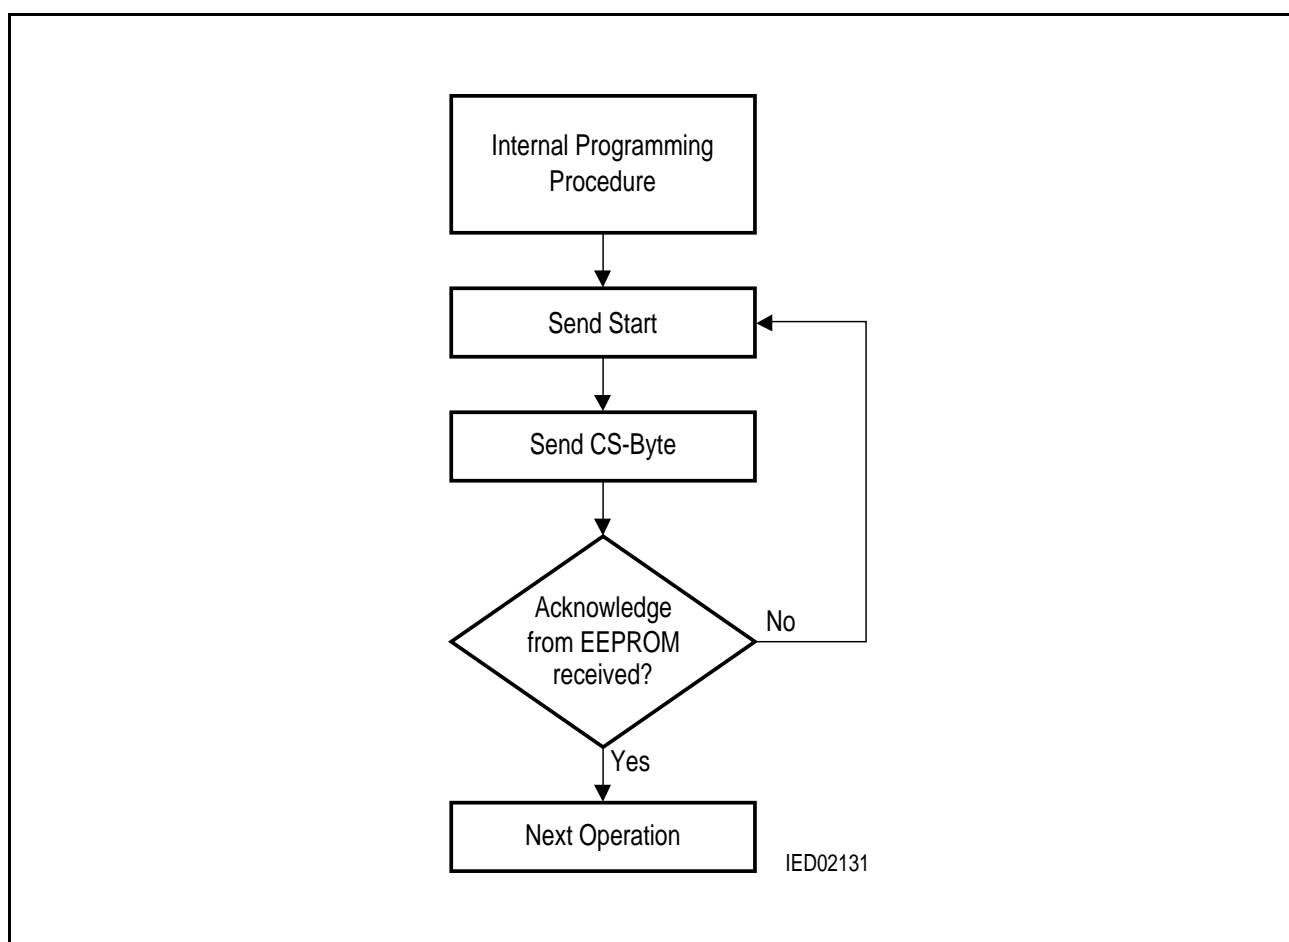 Internal Programming
Procedure
Send Start
Send CS-Byte
Acknowledge
from EEPROM
received?
No
Yes
Next Operation
IED02131